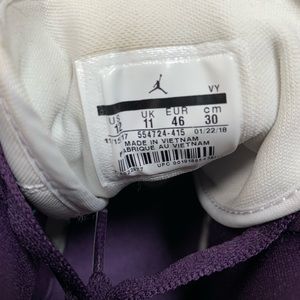 VY
US UK EUR cm
12 11 46 30
554724-415 01/22/18
MADE IN VIETNAM
FABRIQUE AU VIETNAM